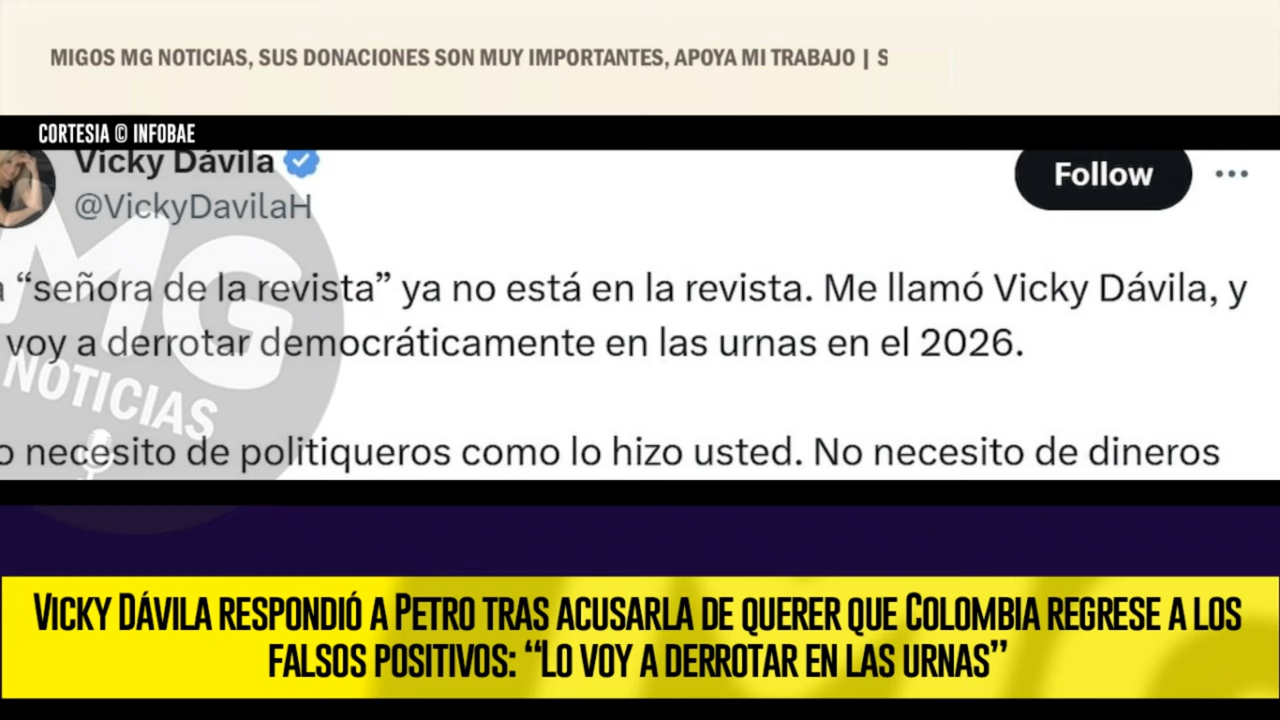 MIGOS MG NOTICIAS, SUS DONACIONES SON MUY IMPORTANTES, APOYA MI TRABAJO | S
CORTESIA © INFOBAE
Vicky Dávila
@VickyDavilaH
Follow
a “señora de la revista” ya no está en la revista. Me llamó Vicky Dávila, y
voy a derrotar democráticamente en las urnas en el 2026.
o necesito de politiqueros como lo hizo usted. No necesito de dineros
MG
NOTICIAS
VICKY DÁVILA RESPONDIÓ A PETRO TRAS ACUSARLA DE QUERER QUE COLOMBIA REGRESE A LOS
FALSOS POSITIVOS: “LO VOY A DERROTAR EN LAS URNAS”